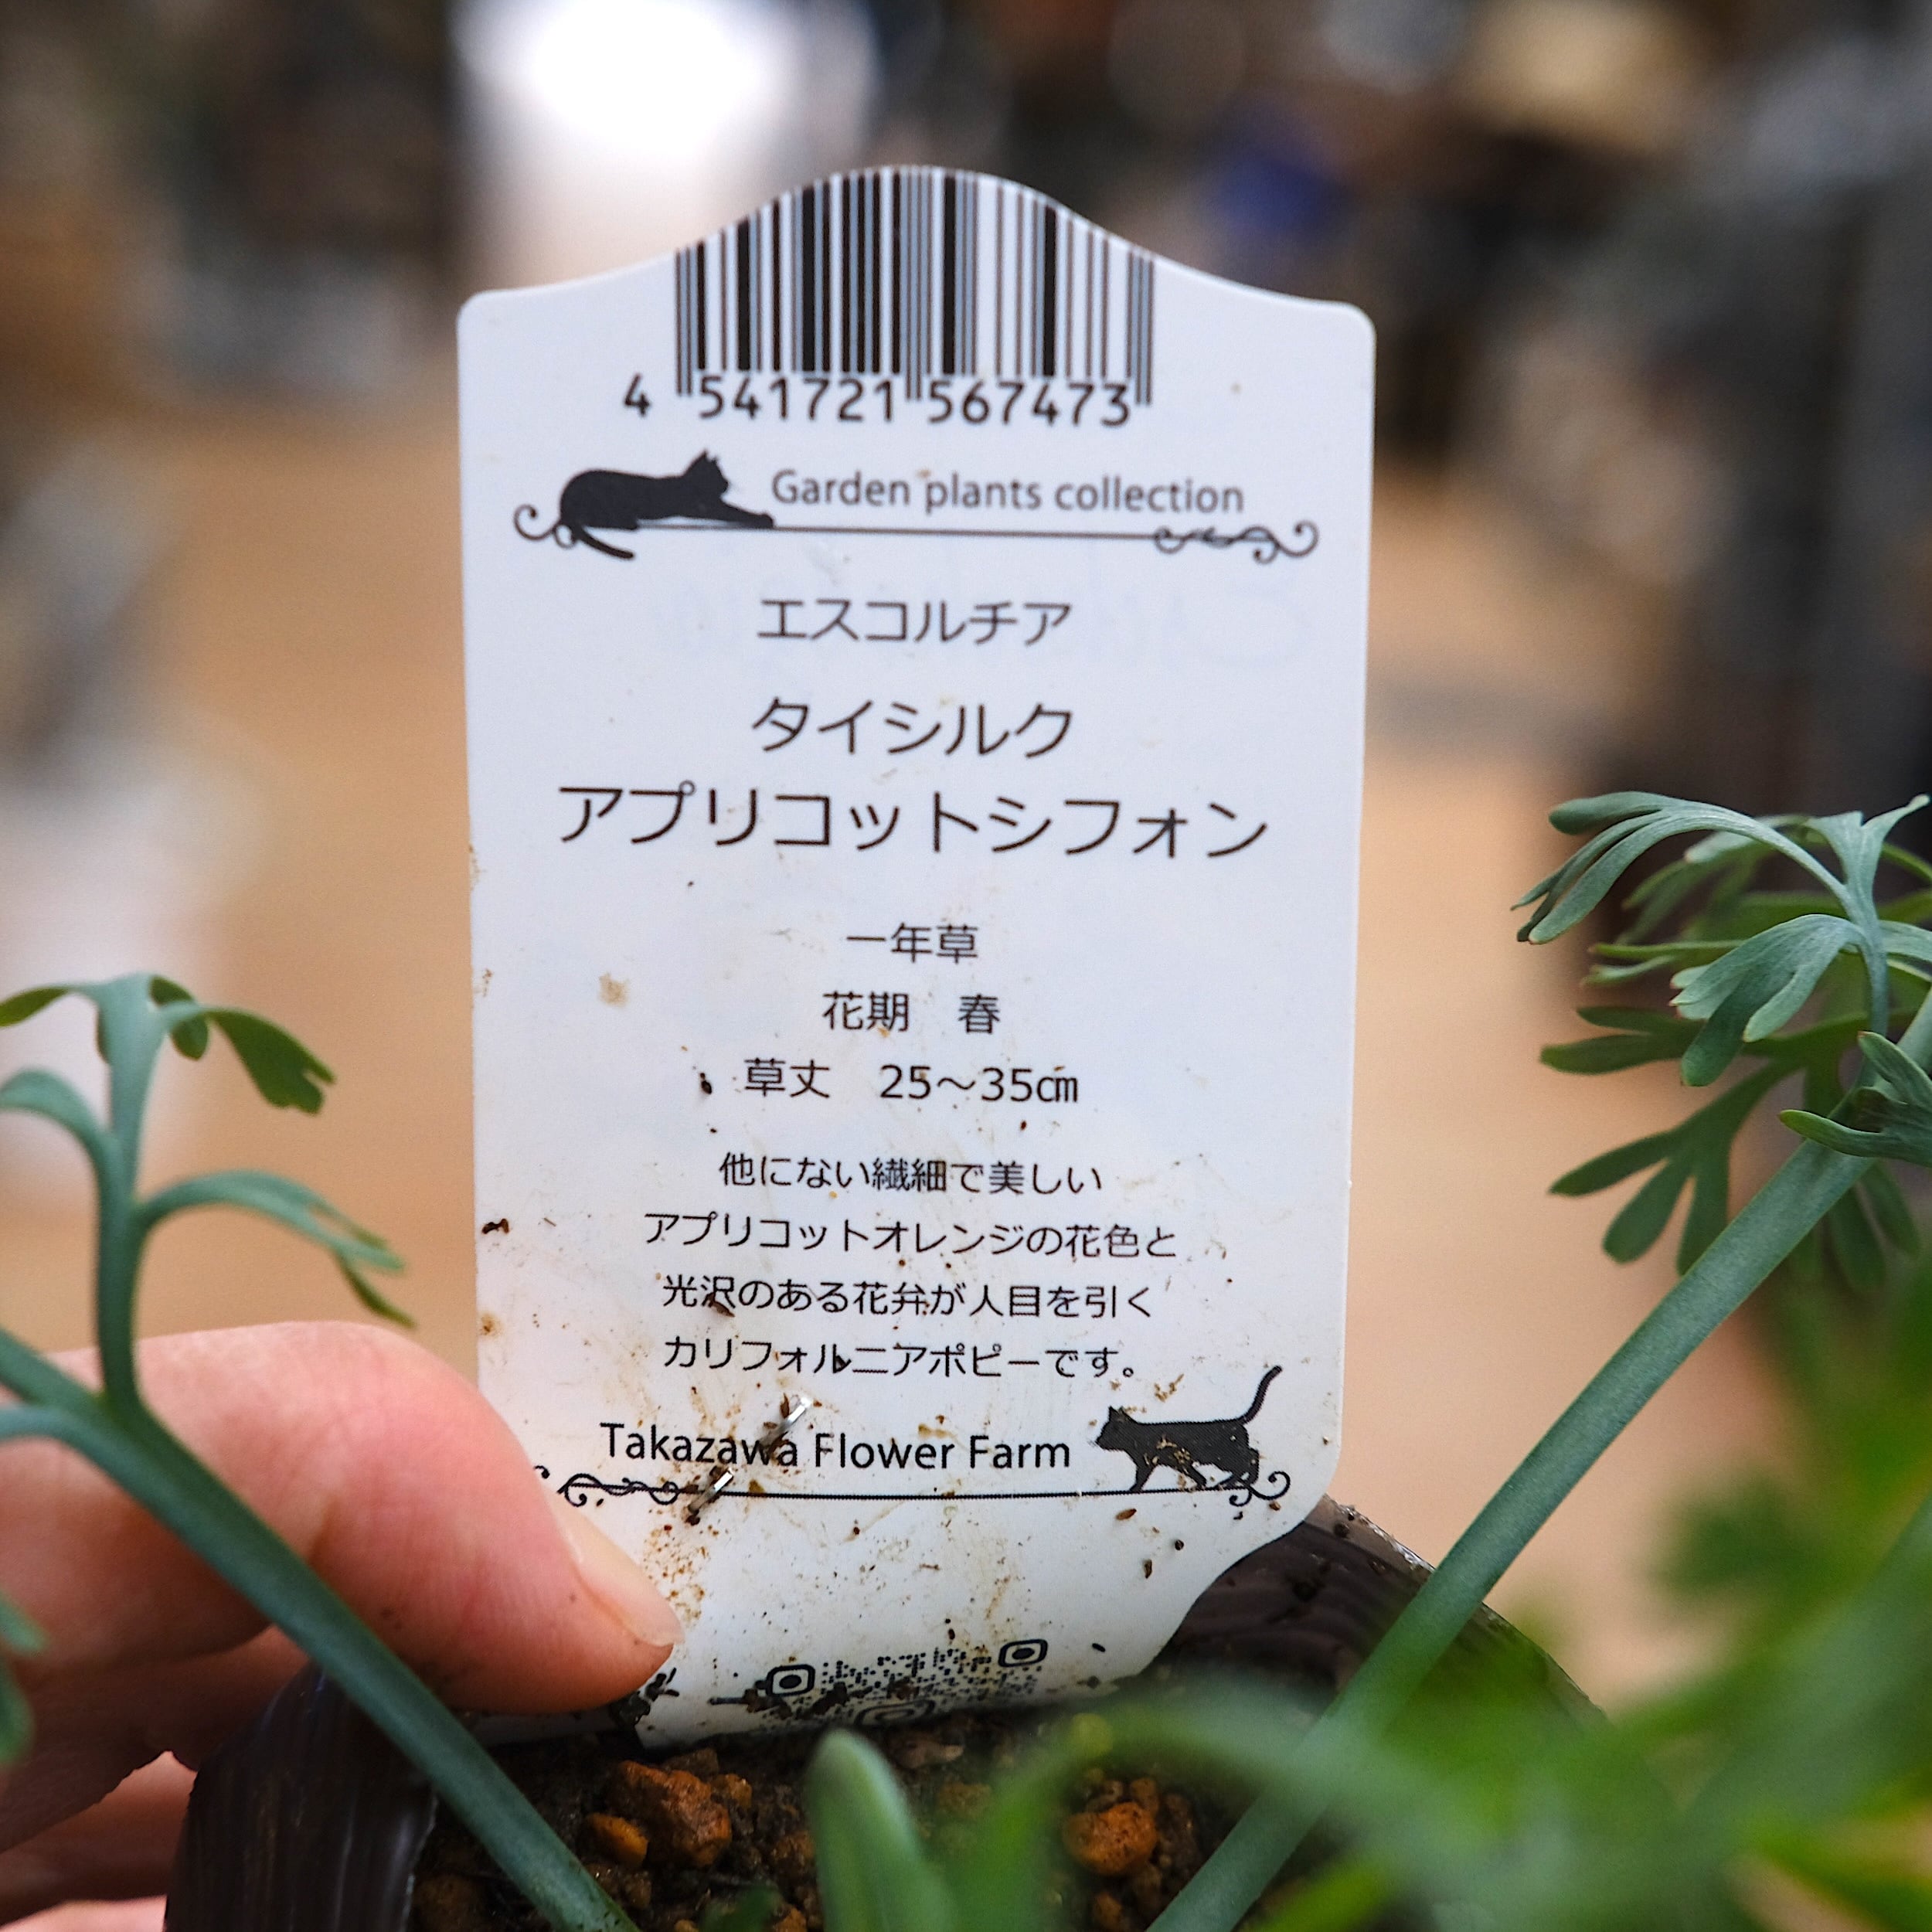 4 541721 567473
Garden plants collection
エスコルチア
タイシルク
アプリコットシフォン
一年草
花期　春
草丈　25～35㎝
他にない繊細で美しい
アプリコットオレンジの花色と
光沢のある花弁が人目を引く
カリフォルニアポピーです。
Takazawa Flower Farm